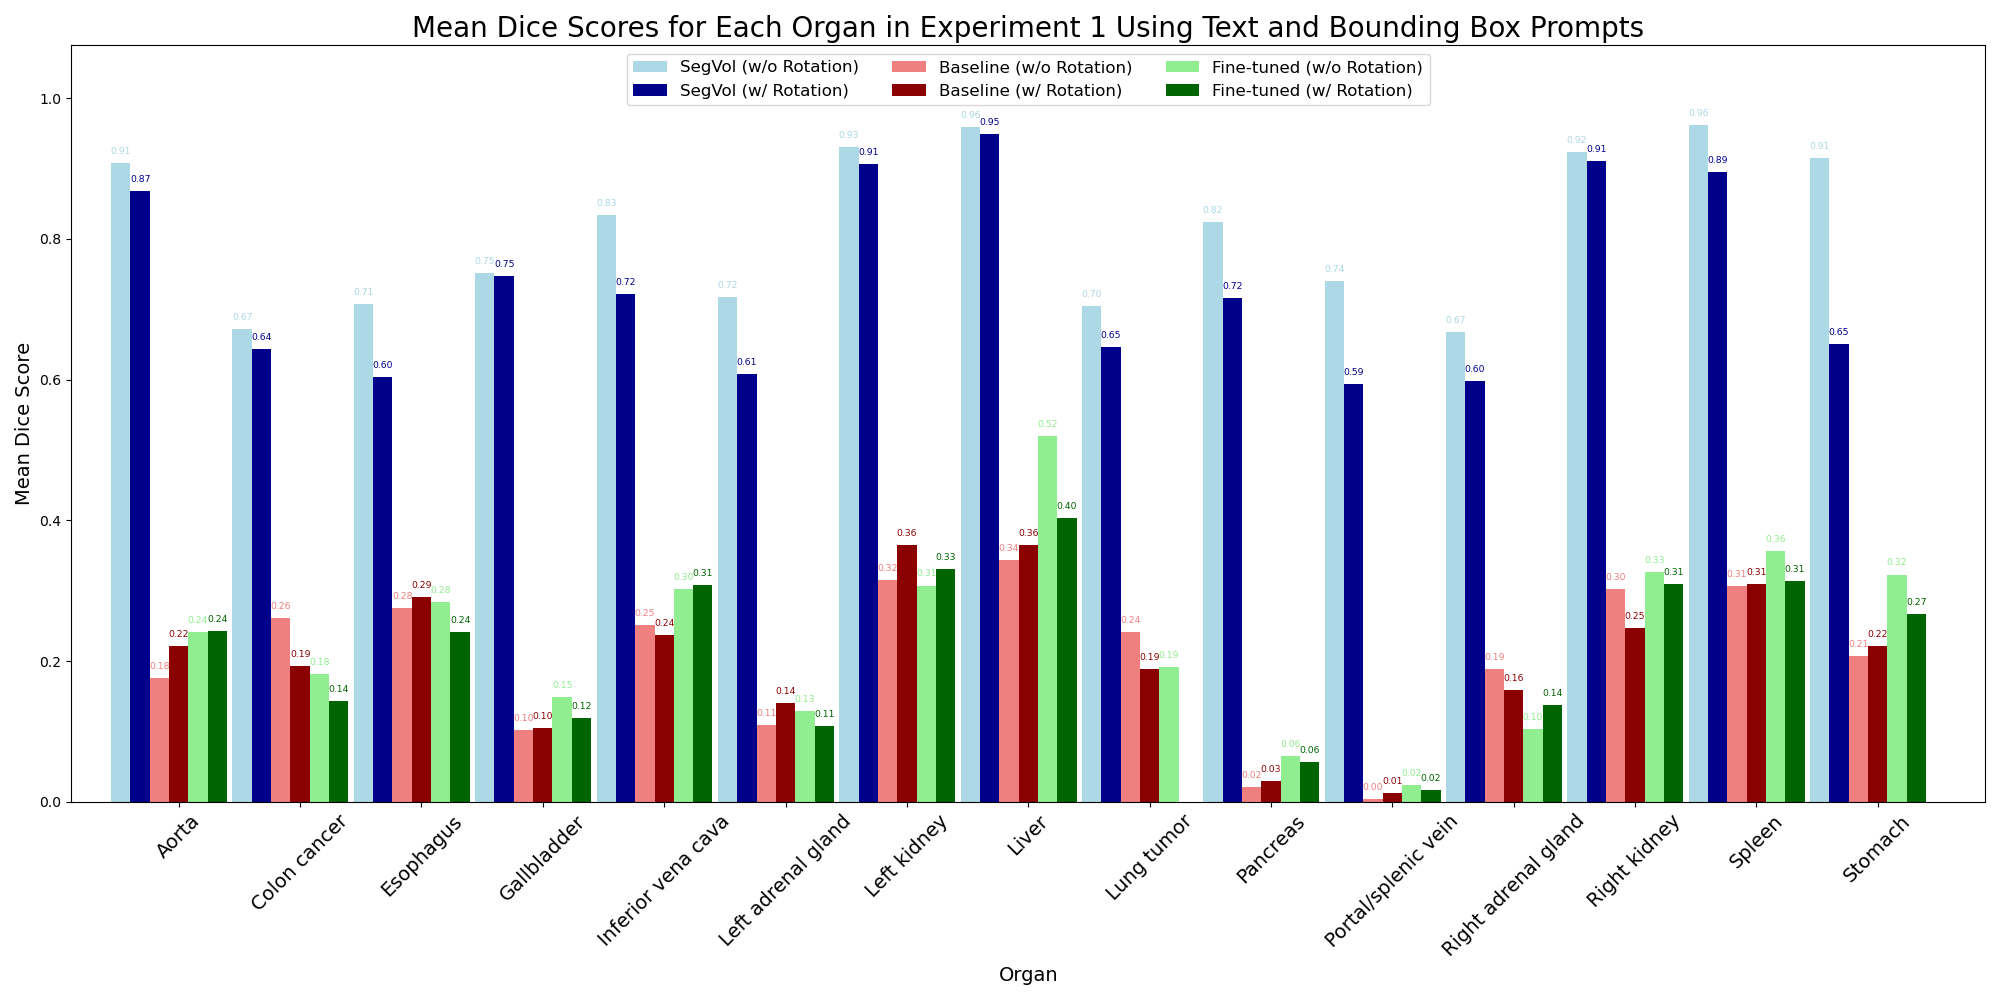 Mean Dice Scores for Each Organ in Experiment 1 Using Text and Bounding Box Prompts
SegVol (w/o Rotation) Baseline (w/o Rotation) Fine-tuned (w/o Rotation)
SegVol (w/ Rotation) Baseline (w/ Rotation) Fine-tuned (w/ Rotation)
Mean Dice Score
1.0
0.8
0.6
0.4
0.2
0.0
0.91 0.87 0.18 0.22 0.24 0.24
0.67 0.64 0.26 0.19 0.18 0.14
0.71 0.60 0.28 0.29 0.28 0.24
0.75 0.75 0.10 0.10 0.15 0.12
0.83 0.72 0.25 0.24 0.30 0.31
0.72 0.61 0.11 0.14 0.13 0.11
0.93 0.91 0.32 0.36 0.31 0.33
0.96 0.95 0.34 0.36 0.52 0.40
0.70 0.65 0.24 0.19 0.19
0.82 0.72 0.02 0.03 0.06 0.06
0.74 0.59 0.00 0.01 0.02 0.02
0.67 0.60 0.19 0.16 0.10 0.14
0.92 0.91 0.30 0.25 0.33 0.31
0.96 0.89 0.31 0.31 0.36 0.31
0.91 0.65 0.21 0.22 0.32 0.27
Aorta
Colon cancer
Esophagus
Gallbladder
Inferior vena cava
Left adrenal gland
Left kidney
Liver
Lung tumor
Pancreas
Portal/splenic vein
Right adrenal gland
Right kidney
Spleen
Stomach
Organ